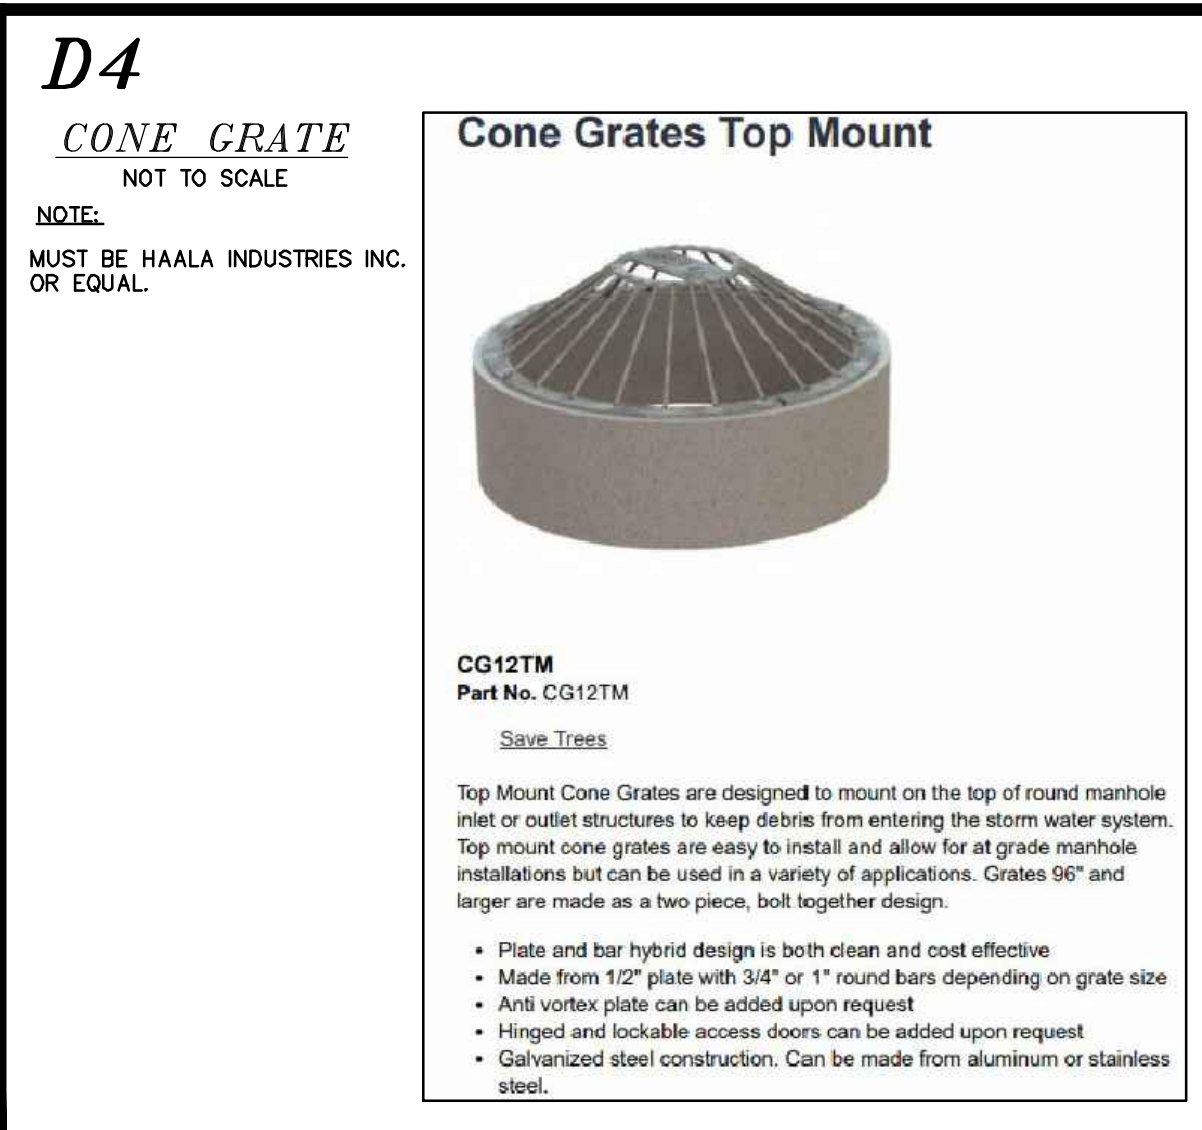 D4
CONE GRATE
NOT TO SCALE
NOTE:
MUST BE HAALA INDUSTRIES INC.
OR EQUAL.
Cone Grates Top Mount
CG12TM
Part No. CG12TM
Save Trees
Top Mount Cone Grates are designed to mount on the top of round manhole
inlet or outlet structures to keep debris from entering the storm water system.
Top mount cone grates are easy to install and allow for at grade manhole
installations but can be used in a variety of applications. Grates 96" and
larger are made as a two piece, bolt together design.
• Plate and bar hybrid design is both clean and cost effective
• Made from 1/2" plate with 3/4" or 1" round bars depending on grate size
• Anti vortex plate can be added upon request
• Hinged and lockable access doors can be added upon request
• Galvanized steel construction. Can be made from aluminum or stainless
steel.